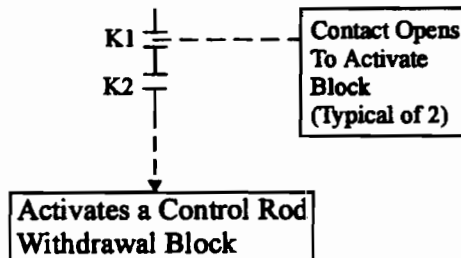 K1
Contact Opens
To Activate
Block
(Typical of 2)
K2
Activates a Control Rod
Withdrawal Block